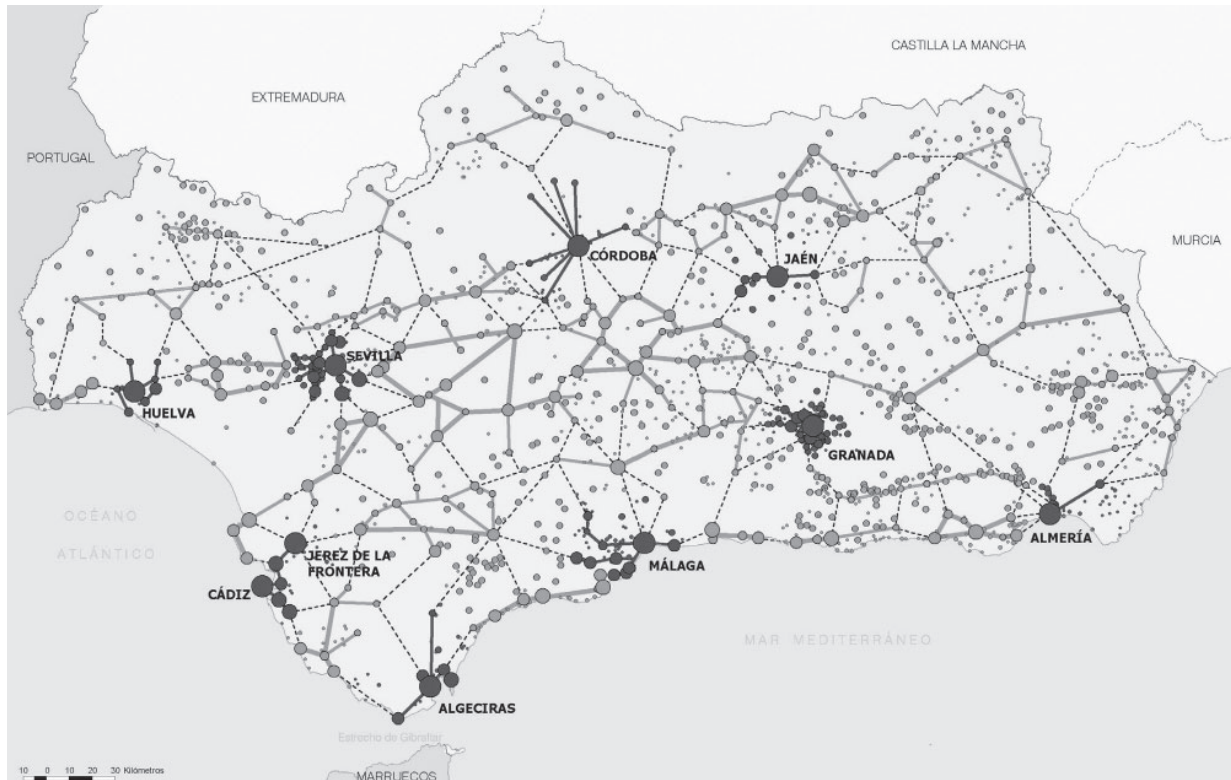 CASTILLA LA MANCHA
EXTREMADURA
PORTUGAL
MURCIA
CÓRDOBA
JAÉN
SEVILLA
HUELVA
GRANADA
OCÉANO
ATLÁNTICO
ALMERÍA
JEREZ DE LA
FRONTERA
MÁLAGA
CÁDIZ
MAR MEDITERRÁNEO
ALGECIRAS
Estrecho de Gibraltar
10 0 10 20 30 Kilómetros
MARRUECOS